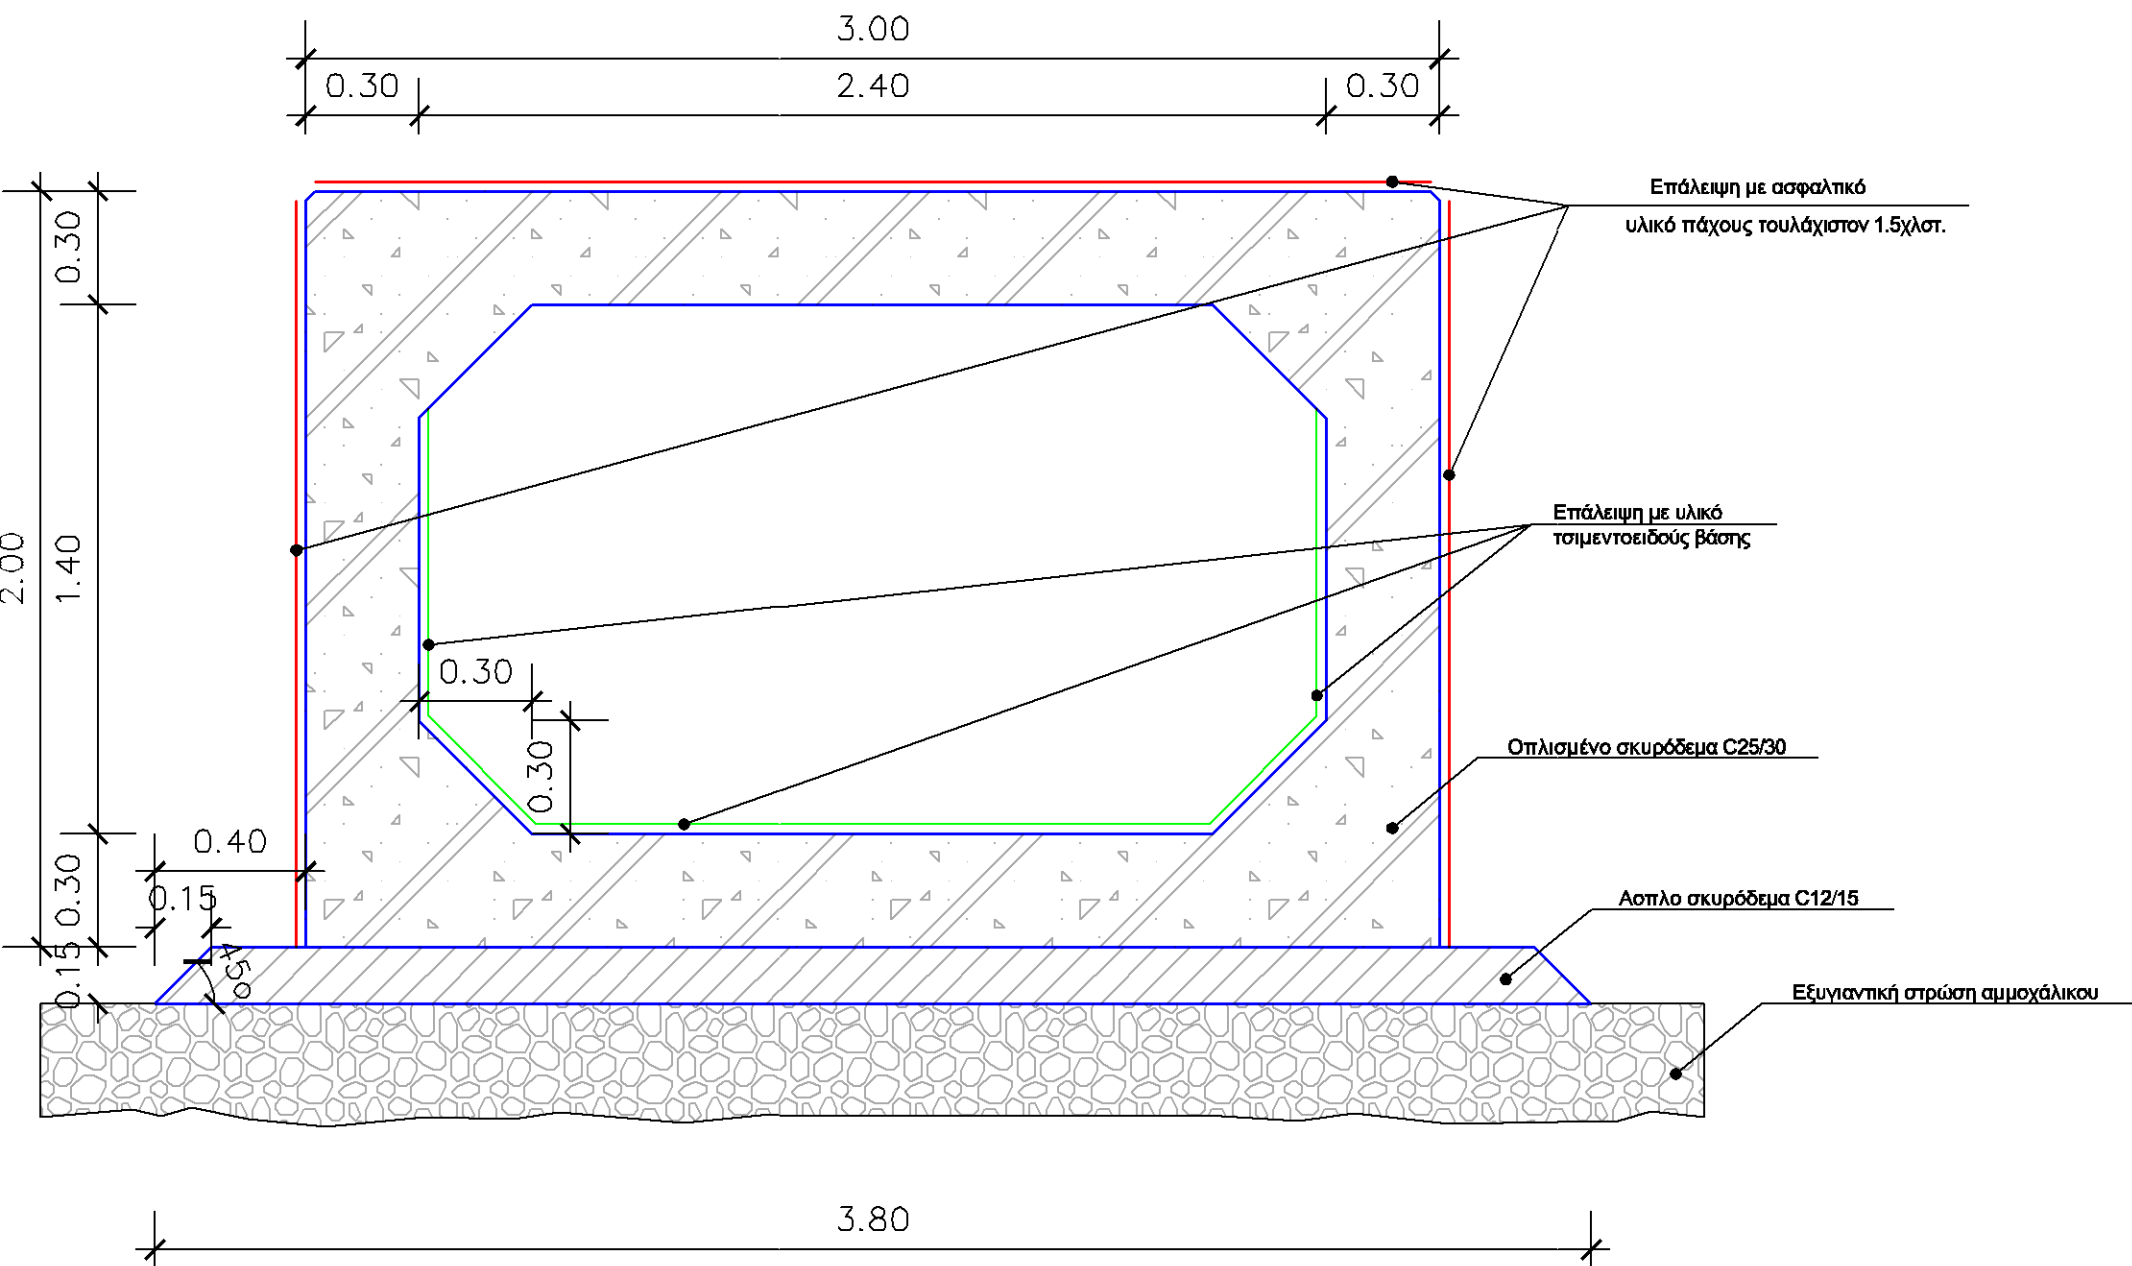 3.00
0.30
2.40
0.30
Επάλειψη με ασφαλτικό
υλικό πάχους τουλάχιστον 1.5χλστ.
0.30
2.00
1.40
Επάλειψη με υλικό
τσιμεντοειδούς βάσης
0.30
0.30
Οπλισμένο σκυρόδεμα C25/30
0.40
0.30
0.15
Αοπλο σκυρόδεμα C12/15
0.15
45o
Εξυγιαντική στρώση αμμοχάλικου
3.80